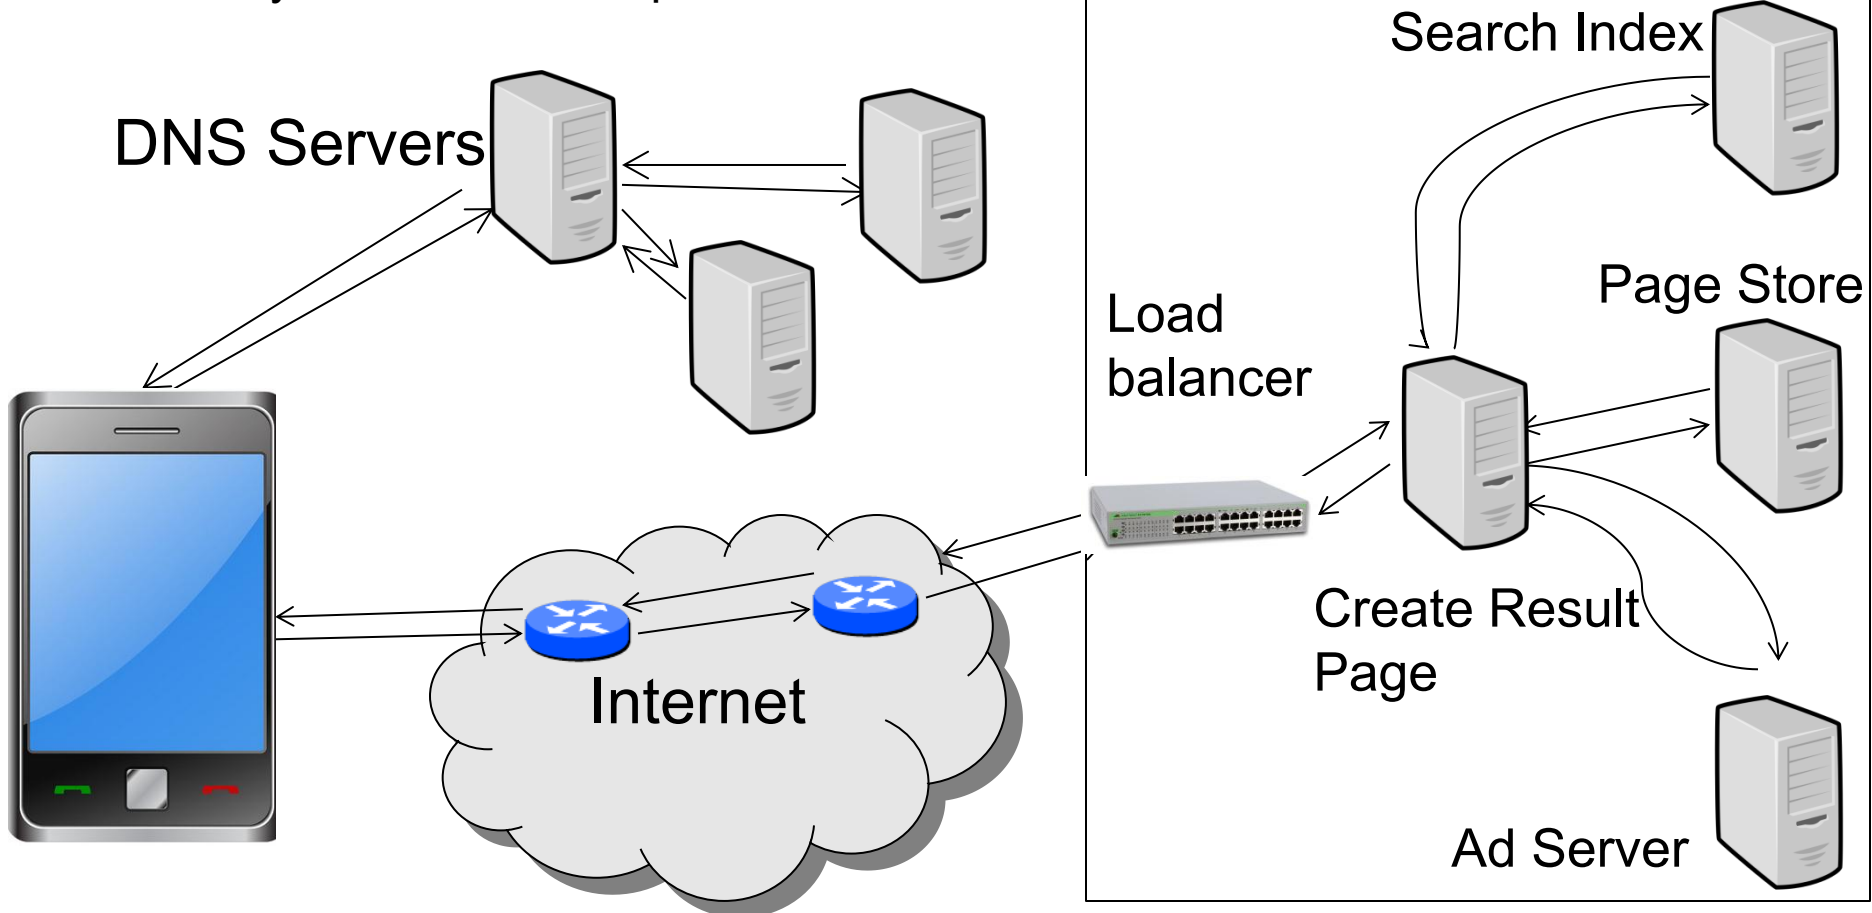 Search Index
DNS Servers
Page Store
Load
balancer
Create Result
Page
Internet
Ad Server